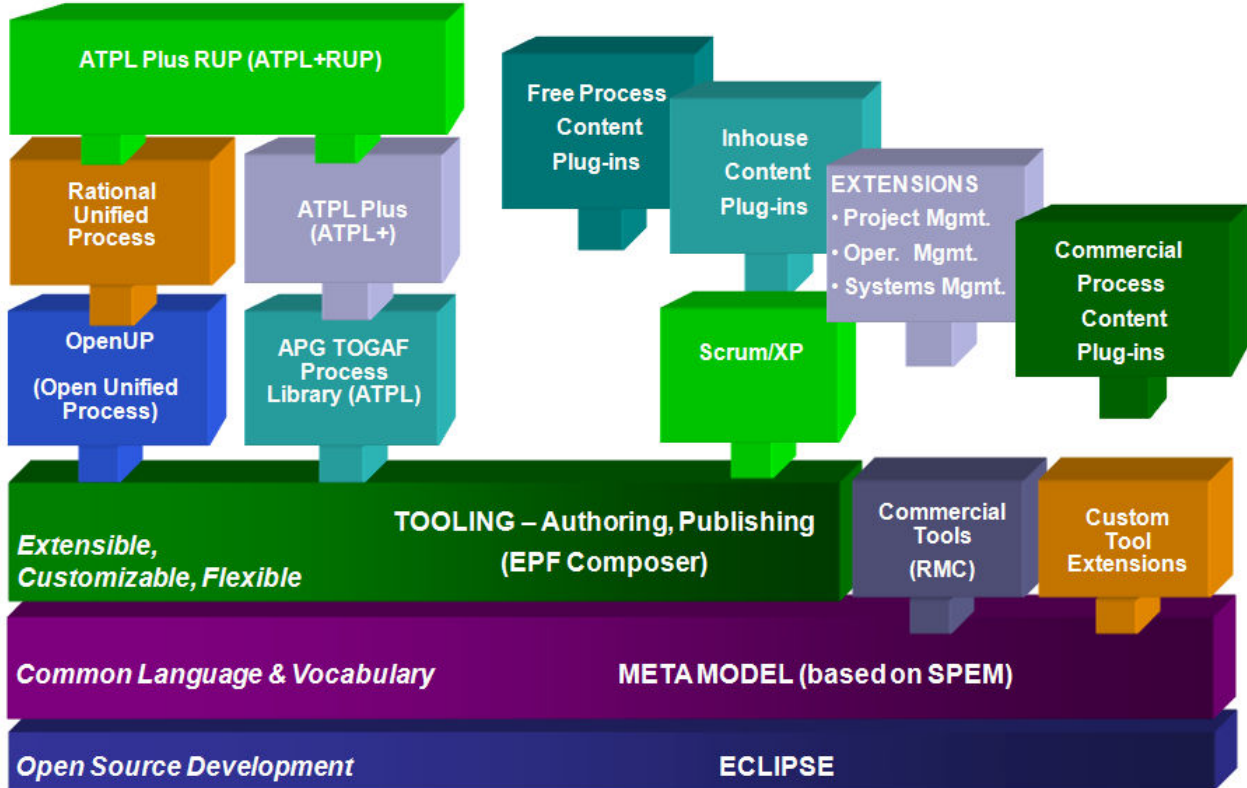 ATPL Plus RUP (ATPL+RUP)
Rational
Unified
Process
ATPL Plus
(ATPL+)
Free Process
Content
Plug-ins
Inhouse
Content
Plug-ins
EXTENSIONS
• Project Mgmt.
• Oper. Mgmt.
• Systems Mgmt.
Commercial
Process
Content
Plug-ins
OpenUP
(Open Unified
Process)
APG TOGAF
Process
Library (ATPL)
Scrum/XP
Extensible,
Customizable, Flexible
TOOLING – Authoring, Publishing
(EPF Composer)
Commercial
Tools
(RMC)
Custom
Tool
Extensions
Common Language & Vocabulary
META MODEL (based on SPEM)
Open Source Development
ECLIPSE